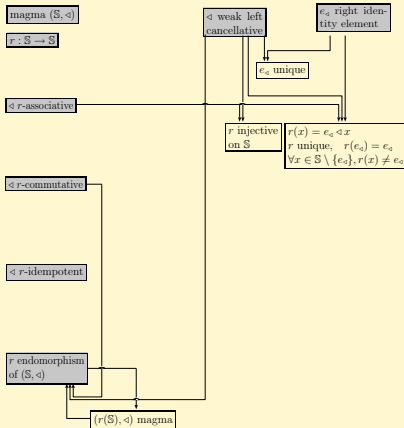 magma (𝕊, ◁)
r : 𝕊 → 𝕊
◁ weak left
cancellative
e◁ right iden-
tity element
e◁ unique
◁ r-associative
r injective
on 𝕊
r(x) = e◁ ◁ x
r unique, r(e◁) = e◁
∀x ∈ 𝕊 \ {e◁}, r(x) ≠ e◁
◁ r-commutative
◁ r-idempotent
r endomorphism
of (𝕊, ◁)
(r(𝕊), ◁) magma